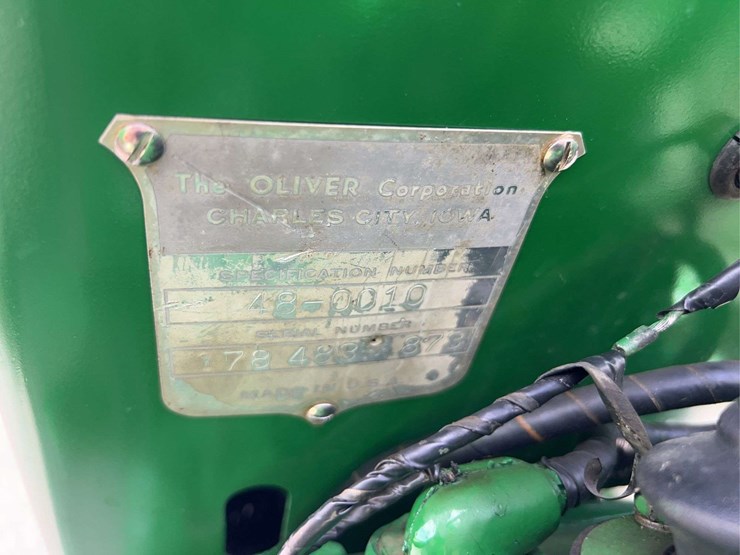 The OLIVER Corporation
CHARLES CITY, IOWA
SPECIFICATION NUMBER
48-0010
SERIAL NUMBER
MADE IN U.S.A.